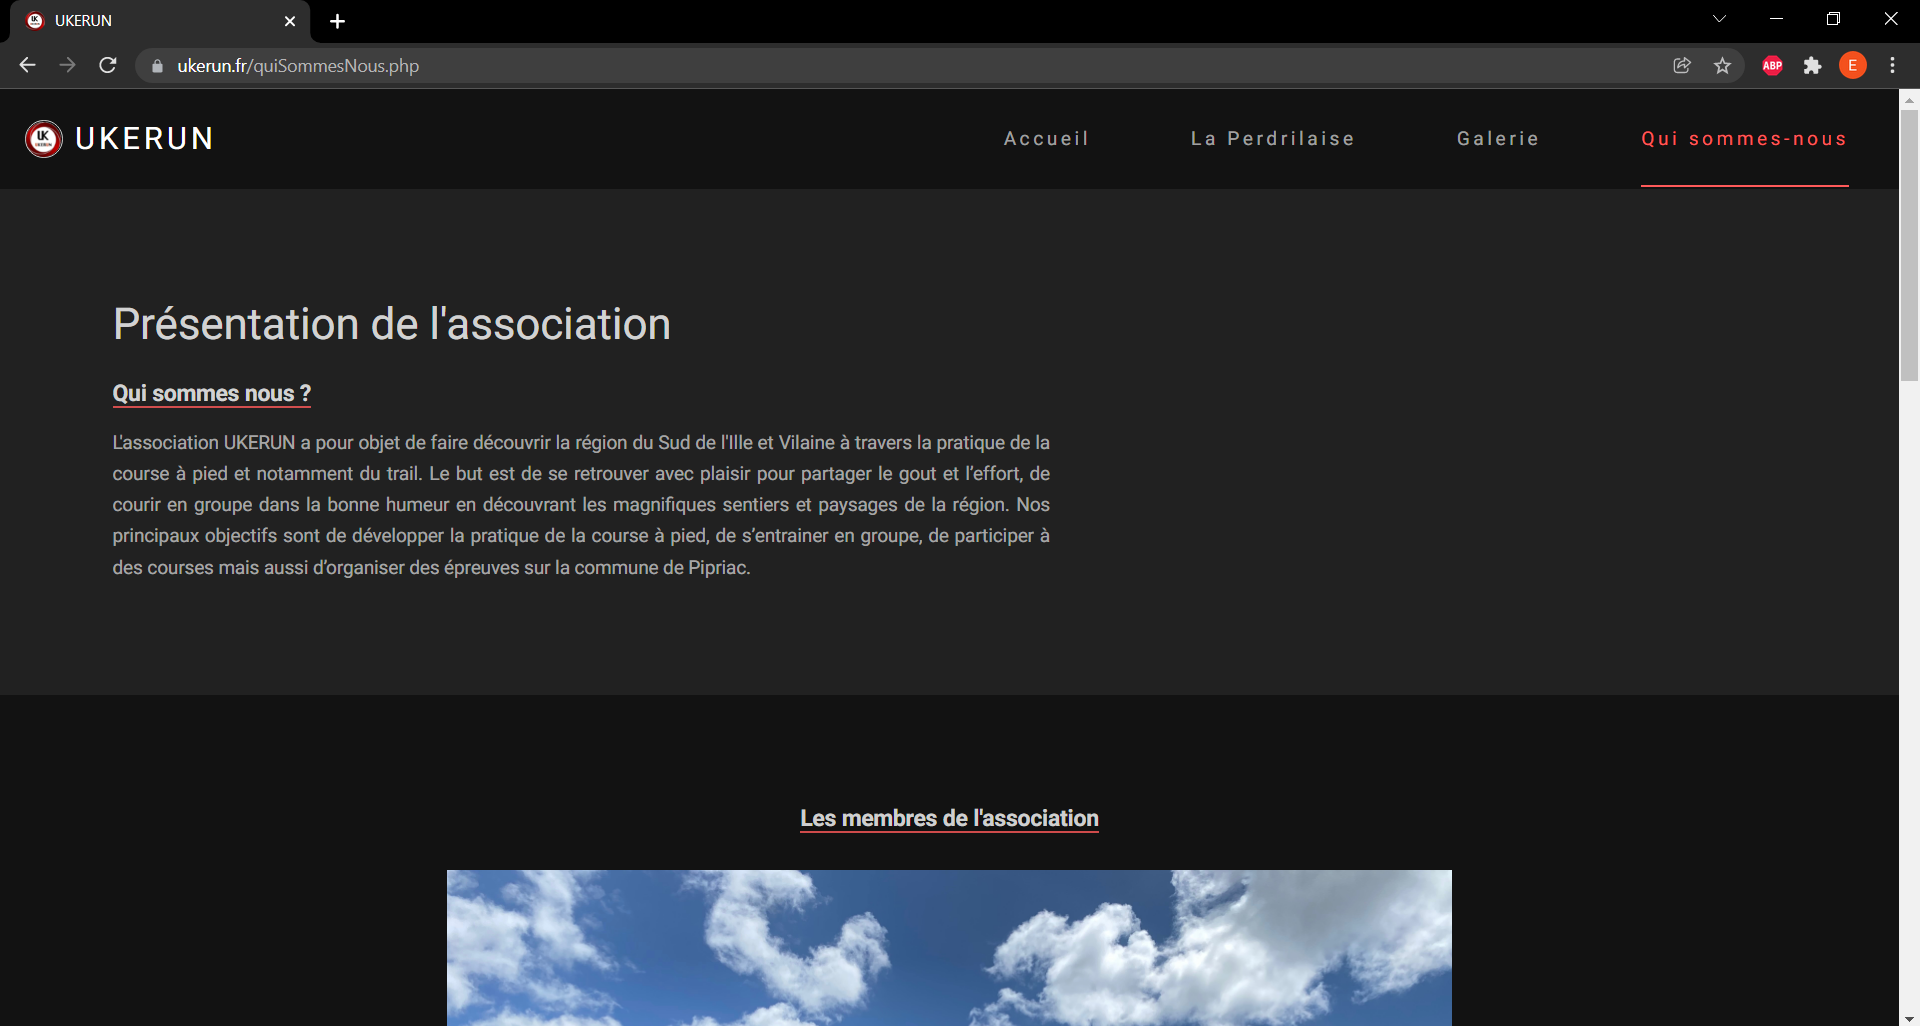 UKERUN
ukerun.fr/quiSommesNous.php
ABP
E
UK
UKERUN
Accueil
La Perdrilaise
Galerie
Qui sommes-nous
Présentation de l'association
Qui sommes nous ?
L'association UKERUN a pour objet de faire découvrir la région du Sud de l'Ille et Vilaine à travers la pratique de la
course à pied et notamment du trail. Le but est de se retrouver avec plaisir pour partager le gout et l’effort, de
courir en groupe dans la bonne humeur en découvrant les magnifiques sentiers et paysages de la région. Nos
principaux objectifs sont de développer la pratique de la course à pied, de s’entrainer en groupe, de participer à
des courses mais aussi d’organiser des épreuves sur la commune de Pipriac.
Les membres de l'association